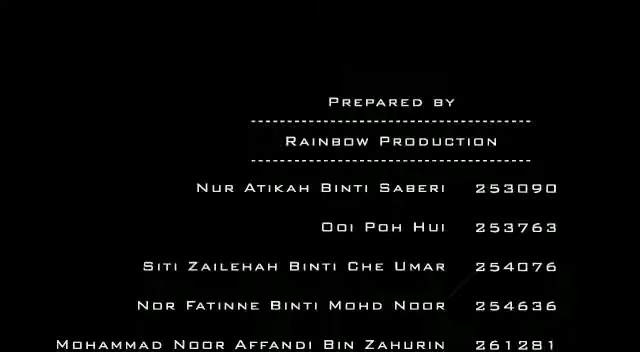 Prepared by
------------------------------------
Rainbow Production
------------------------------------
Nur Atikah Binti Saberi 253090
Ooi Poh Hui 253763
Siti Zailehah Binti Che Umar 254076
Nor Fatinne Binti Mohd Noor 254636
Mohammad Noor Affandi Bin Zahurin 261281